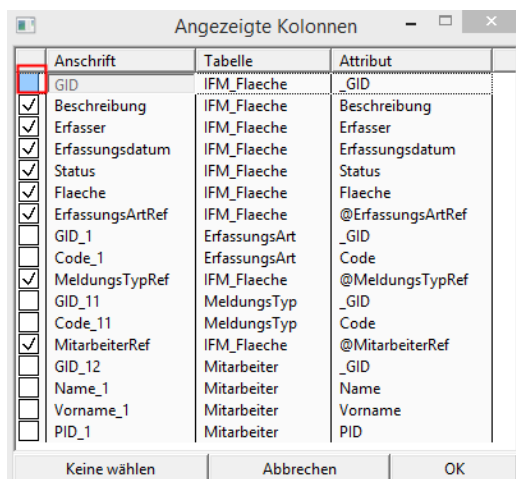 Angezeigte Kolonnen
Anschrift Tabelle Attribut
GID IFM_Flaeche _GID
Beschreibung IFM_Flaeche Beschreibung
Erfasser IFM_Flaeche Erfasser
Erfassungsdatum IFM_Flaeche Erfassungsdatum
Status IFM_Flaeche Status
Flaeche IFM_Flaeche Flaeche
ErfassungsArtRef IFM_Flaeche @ErfassungsArtRef
GID_1 ErfassungsArt _GID
Code_1 ErfassungsArt Code
MeldungsTypRef IFM_Flaeche @MeldungsTypRef
GID_11 MeldungsTyp _GID
Code_11 MeldungsTyp Code
MitarbeiterRef IFM_Flaeche @MitarbeiterRef
GID_12 Mitarbeiter _GID
Name_1 Mitarbeiter Name
Vorname_1 Mitarbeiter Vorname
PID_1 Mitarbeiter PID
Keine wählen Abbrechen OK